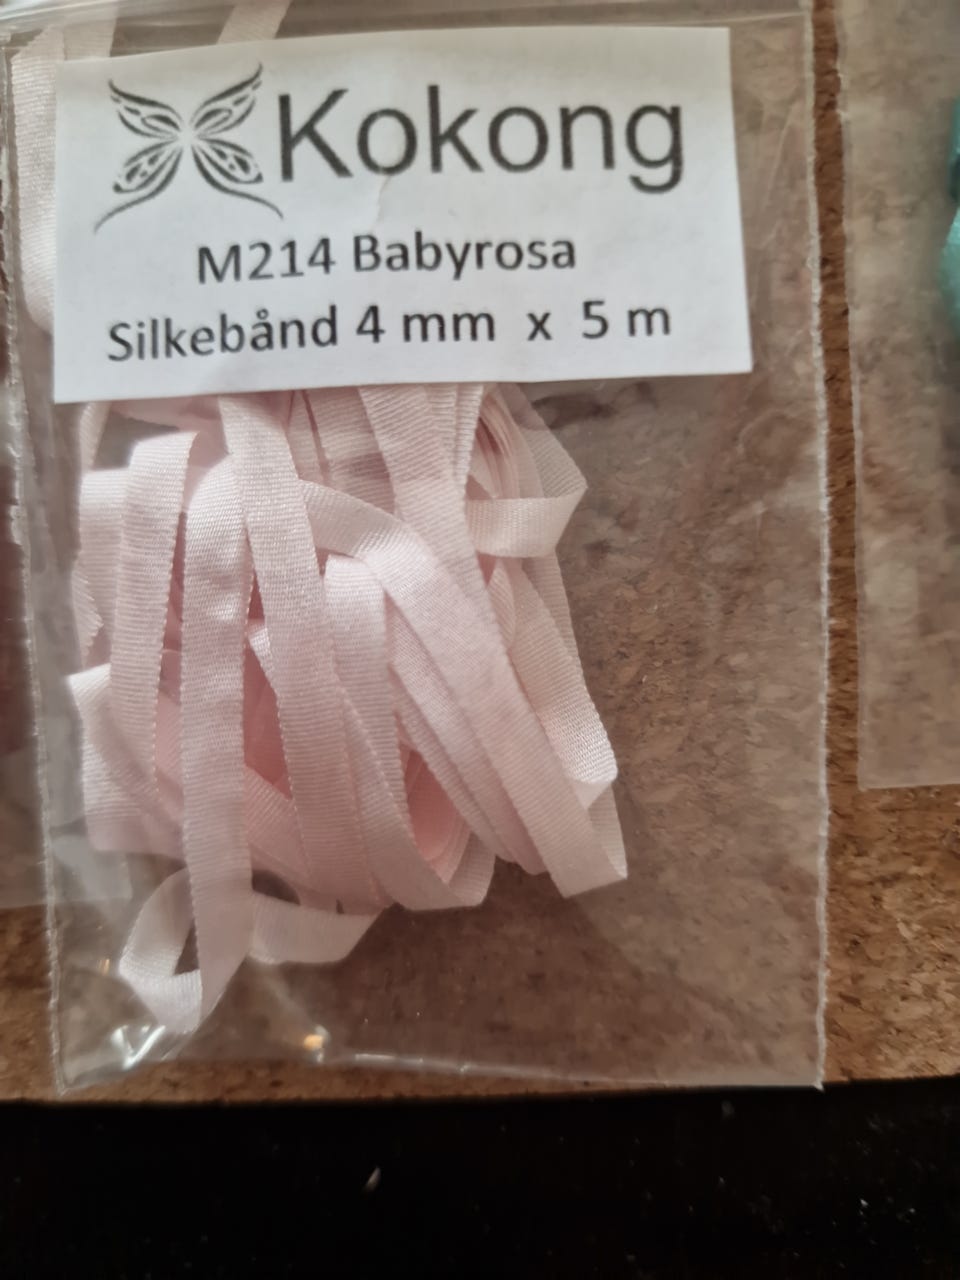 Kokong
M214 Babyrosa
Silkebånd 4 mm x 5 m